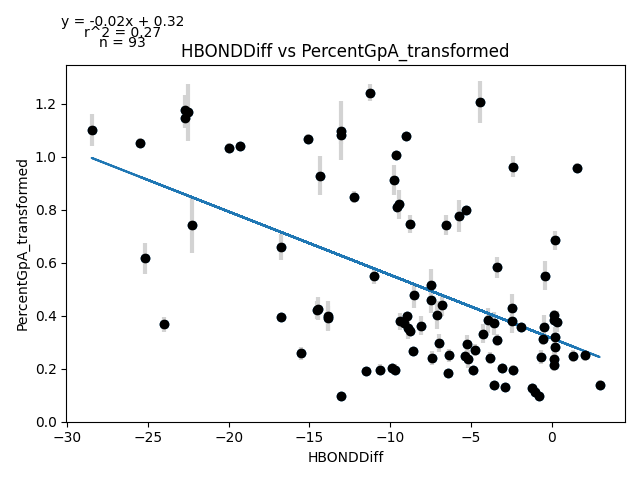 y = -0.02x + 0.32
r^2 = 0.27
n = 93
HBONDDiff vs PercentGpA_transformed
PercentGpA_transformed
1.2
1.0
0.8
0.6
0.4
0.2
0.0
−30 −25 −20 −15 −10 −5 0
HBONDDiff